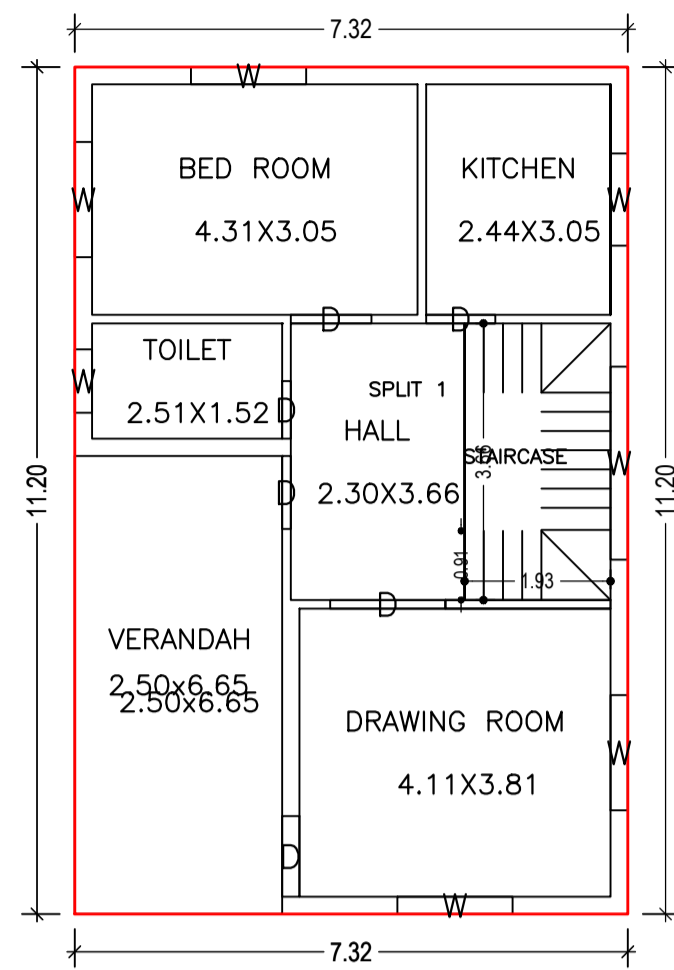 7.32
W
BED ROOM
4.31X3.05
KITCHEN
2.44X3.05
W
W
D
D
TOILET
2.51X1.52
W
D
SPLIT 1
HALL
2.30X3.66
STAIRCASE
3.66
W
D
11.20
11.20
0.91
1.93
D
VERANDAH
2.50x6.65
2.50x6.65
DRAWING ROOM
4.11X3.81
W
D
W
7.32